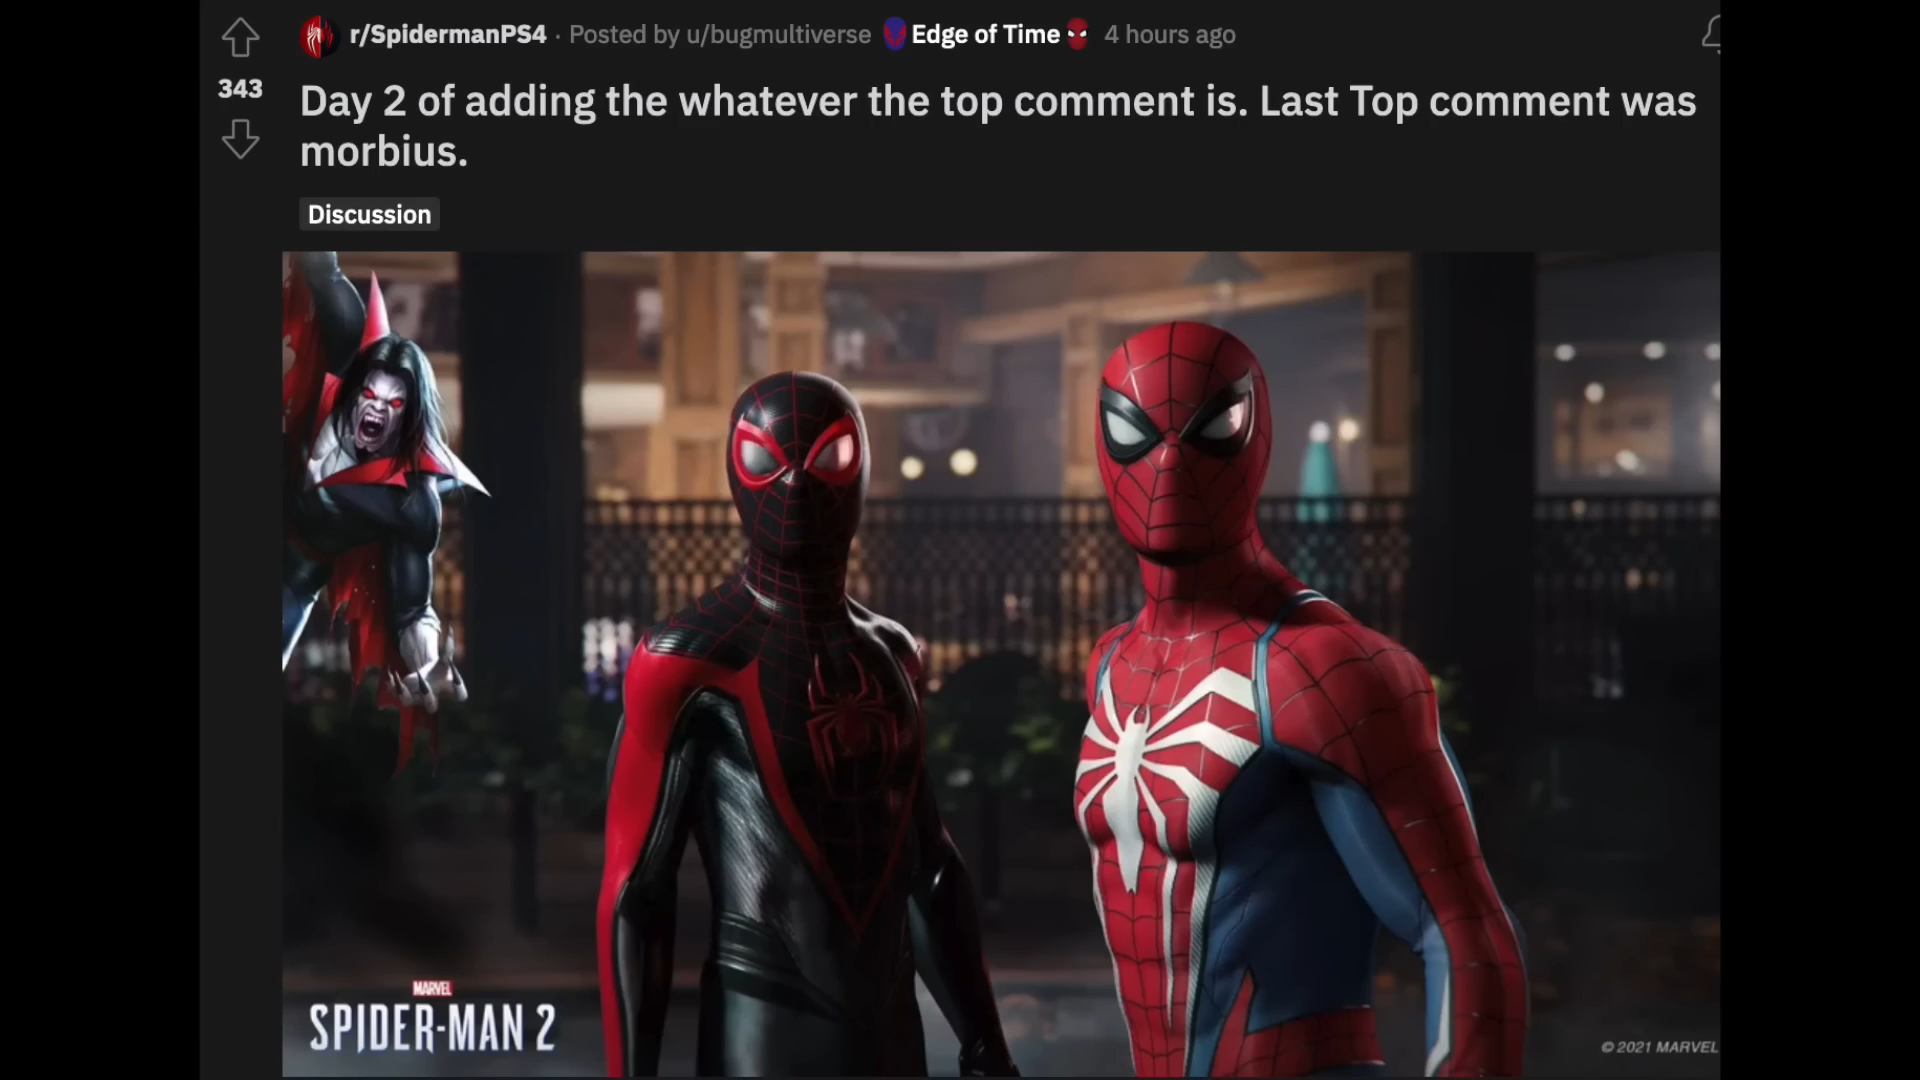 r/SpidermanPS4 · Posted by u/bugmultiverse Edge of Time 4 hours ago
343
Day 2 of adding the whatever the top comment is. Last Top comment was
morbius.
Discussion
MARVEL
SPIDER-MAN 2
© 2021 MARVEL